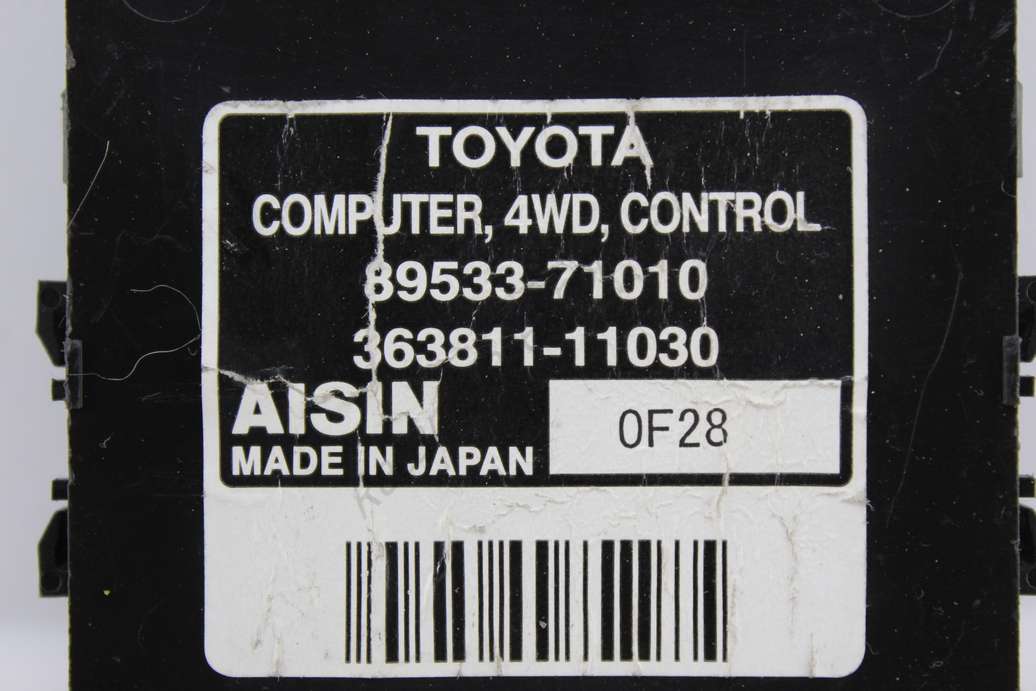 TOYOTA
COMPUTER, 4WD, CONTROL
89533-71010
363811-11030
AISIN
MADE IN JAPAN
0F28